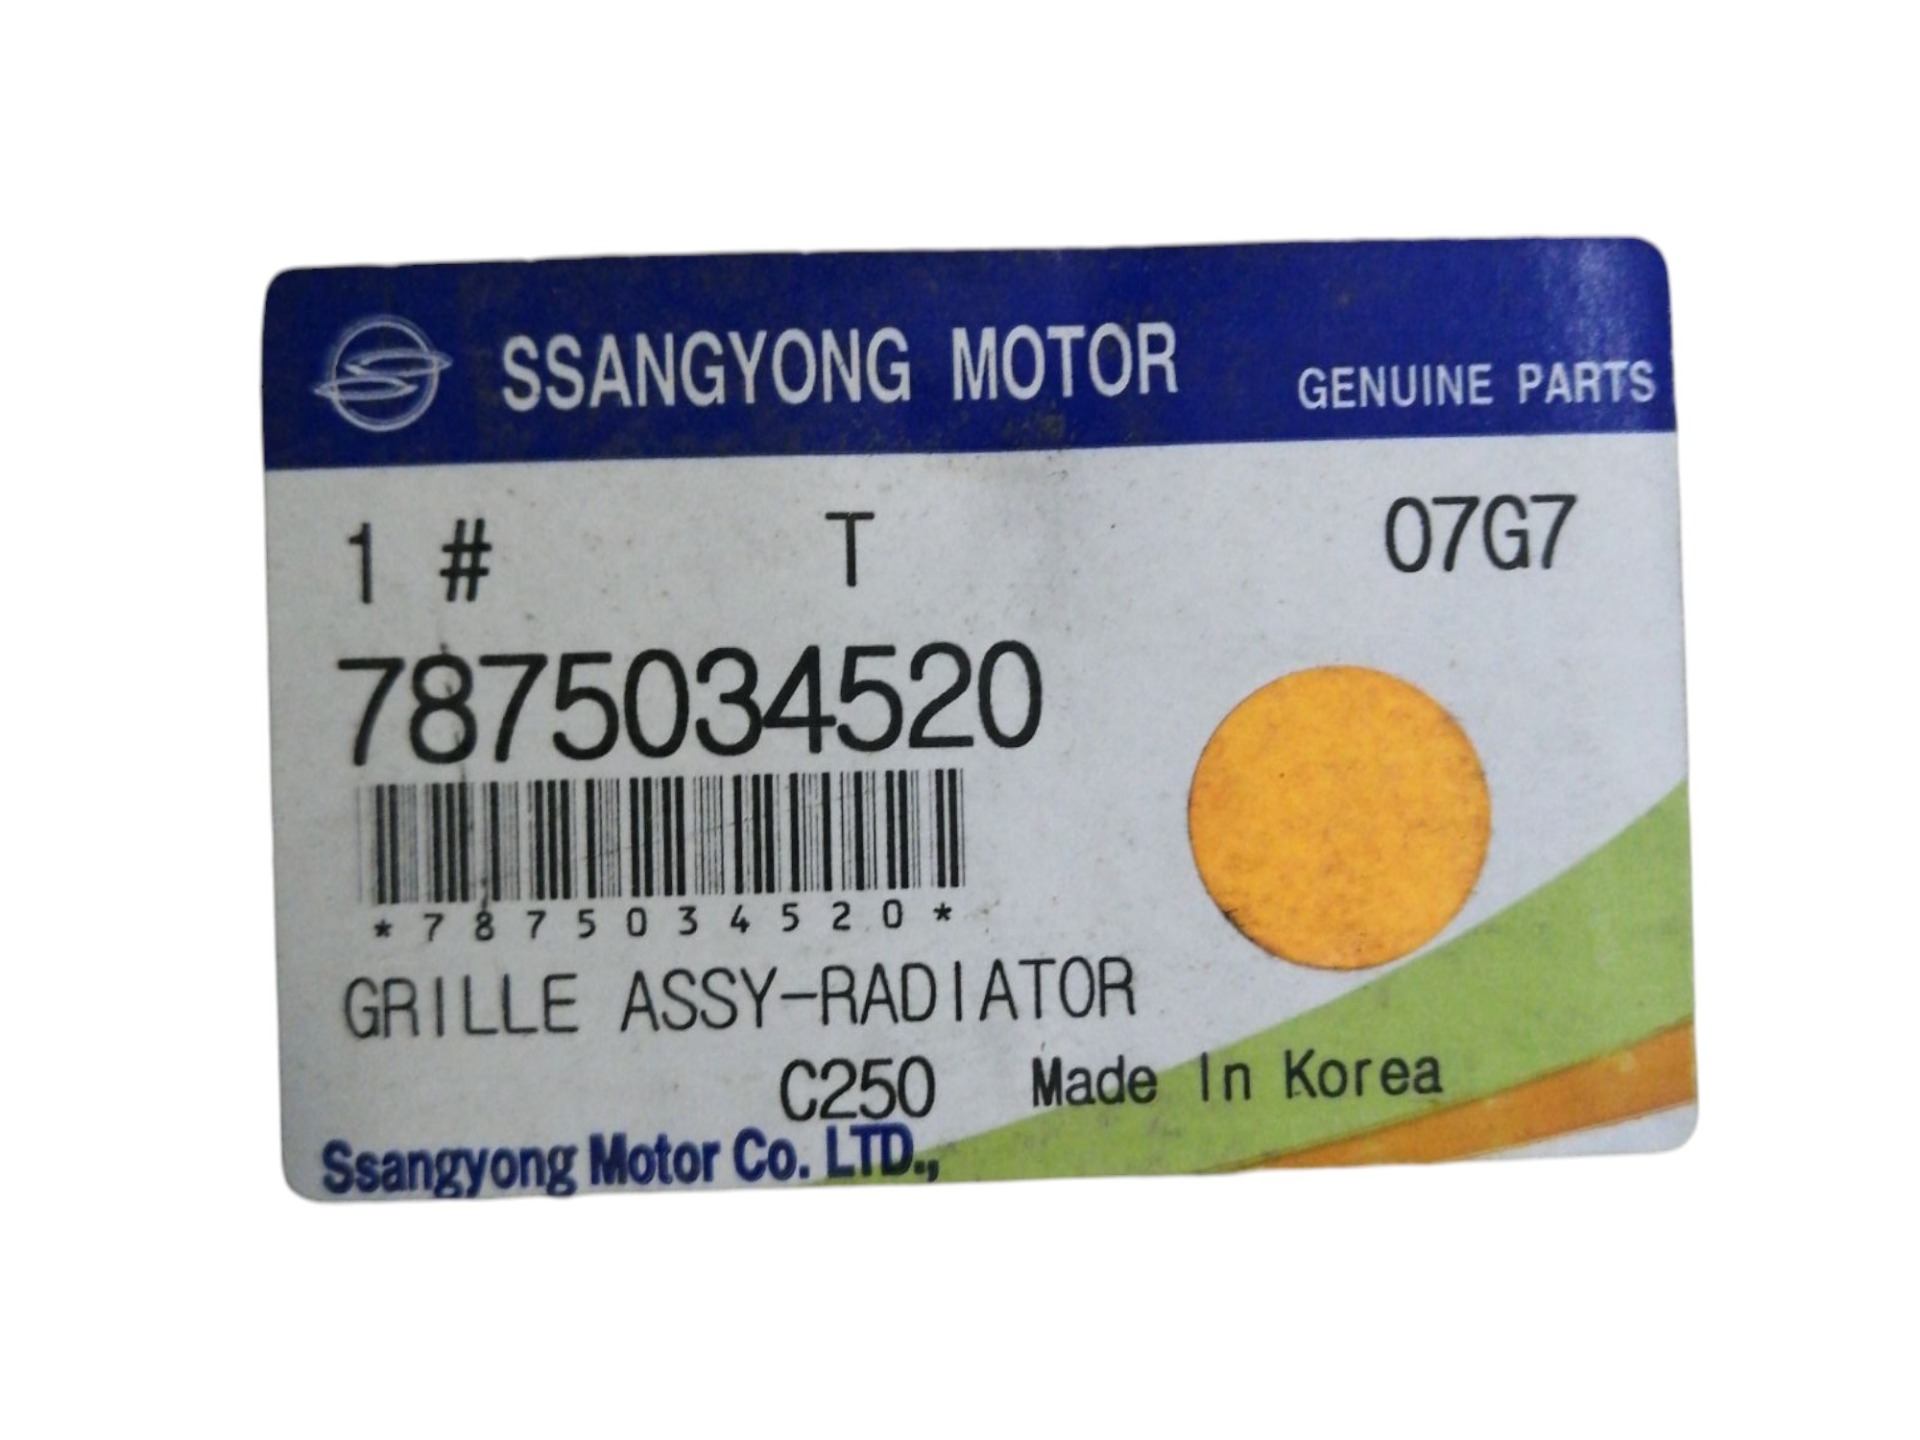 SSANGYONG MOTOR GENUINE PARTS
1 # T 07G7
7875034520
*7875034520*
GRILLE ASSY-RADIATOR
C250 Made In Korea
Ssangyong Motor Co. LTD.,